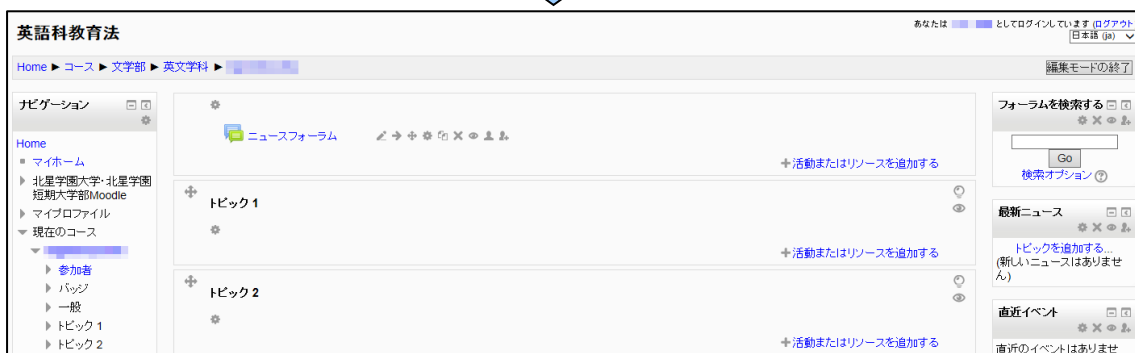 英語科教育法
あなたは としてログインしています (ログアウト
日本語 (ja)
Home ► コース ► 文学部 ► 英文学科 ►
編集モードの終了
ナビゲーション
Home
マイホーム
北星学園大学・北星学園
短期大学部Moodle
マイプロファイル
現在のコース
参加者
バッジ
一般
トピック 1
トピック 2
ニュースフォーラム
+活動またはリソースを追加する
トピック 1
+活動またはリソースを追加する
トピック 2
+活動またはリソースを追加する
フォーラムを検索する
Go
検索オプション
最新ニュース
トピックを追加する...
(新しいニュースはありませ
ん)
直近イベント
直近のイベントはありませ